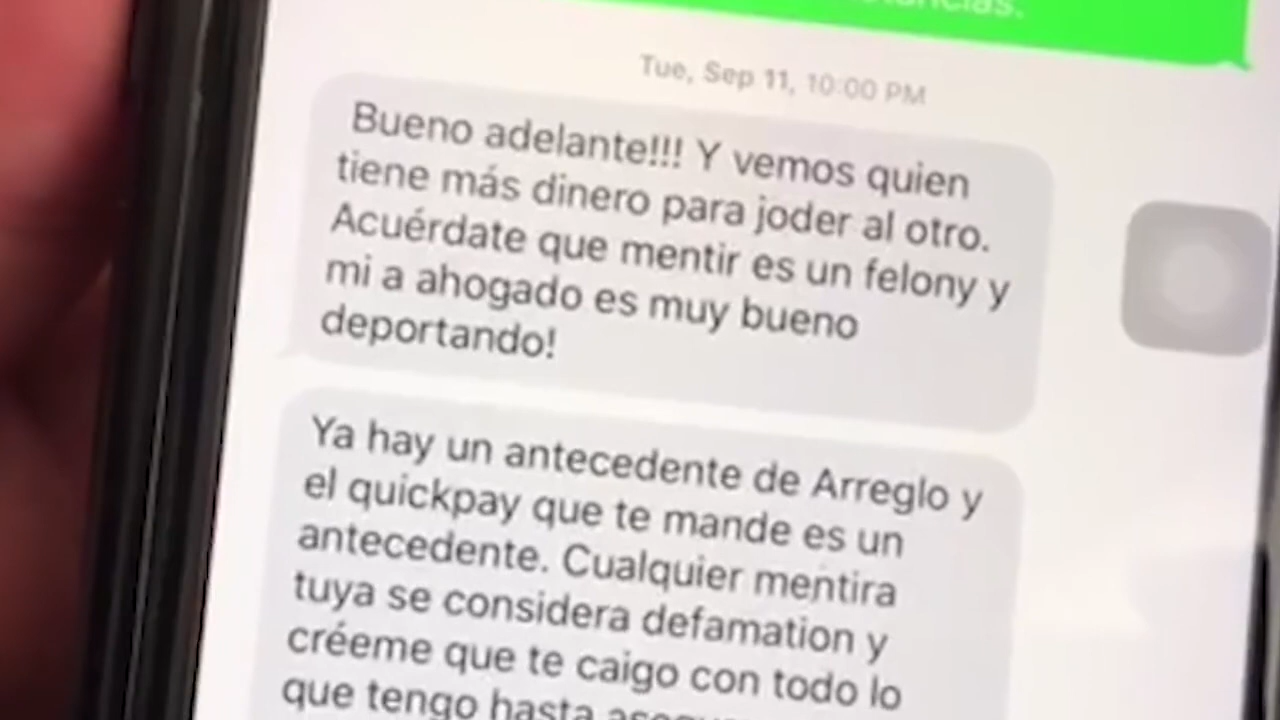 Tue, Sep 11, 10:00 PM
Bueno adelante!!! Y vemos quien
tiene más dinero para joder al otro.
Acuérdate que mentir es un felony y
mi a ahogado es muy bueno
deportando!
Ya hay un antecedente de Arreglo y
el quickpay que te mande es un
antecedente. Cualquier mentira
tuya se considera defamation y
créeme que te caigo con todo lo
que tengo hasta